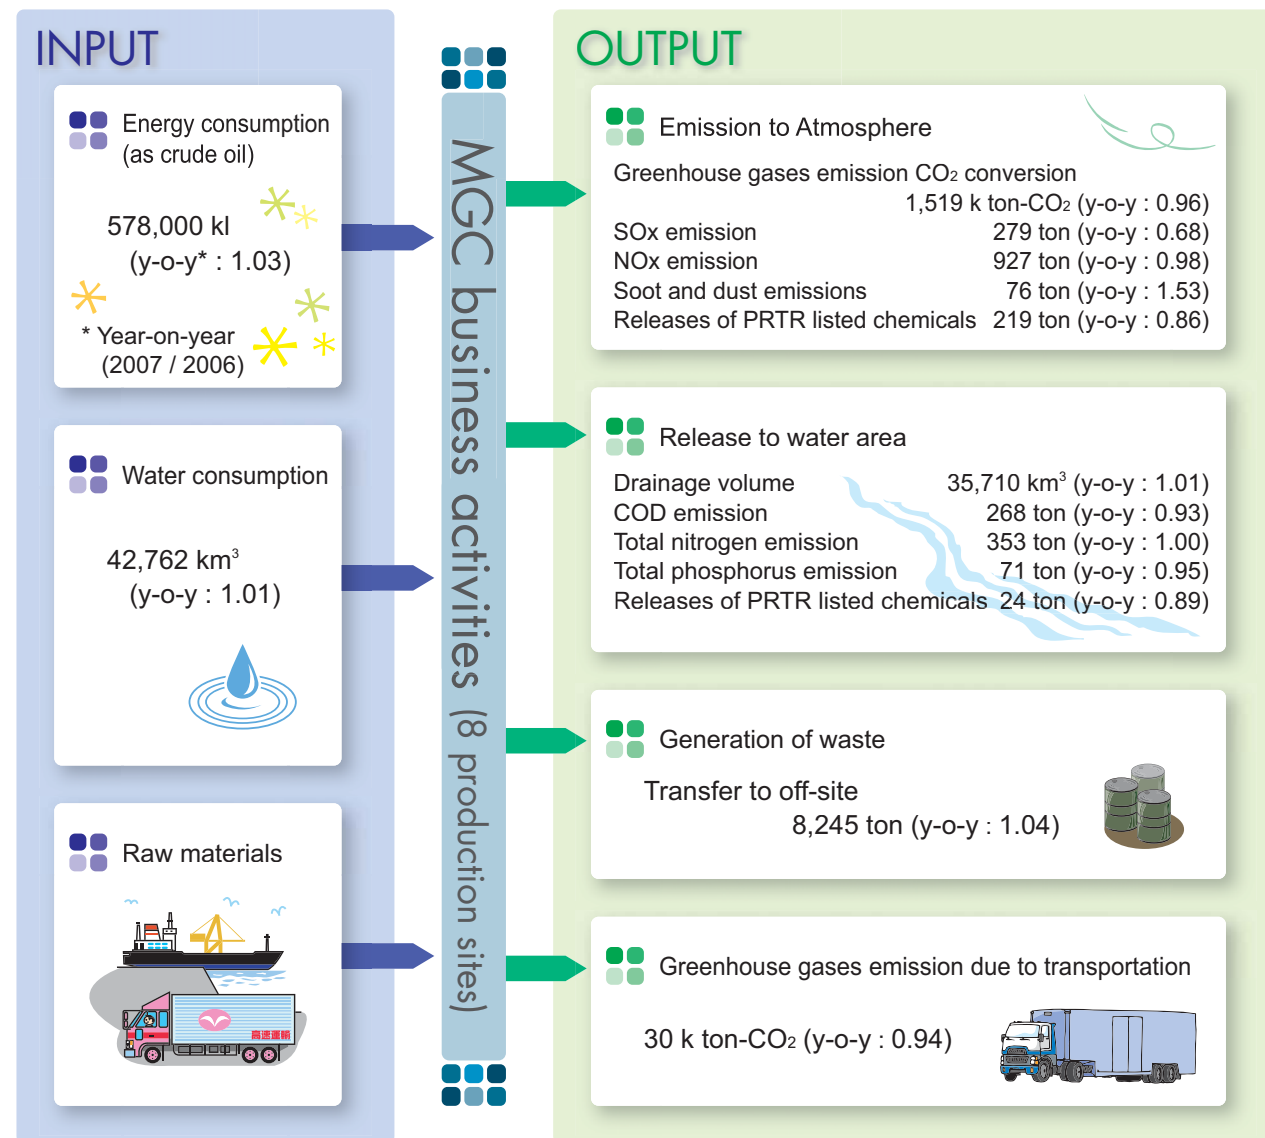 INPUT
Energy consumption
(as crude oil)
578,000 kl
(y-o-y* : 1.03)
* Year-on-year
(2007 / 2006)
Water consumption
42,762 km³
(y-o-y : 1.01)
Raw materials
高速運輸
MGC business activities (8 production sites)
OUTPUT
Emission to Atmosphere
Greenhouse gases emission CO₂ conversion
1,519 k ton-CO₂ (y-o-y : 0.96)
SOx emission 279 ton (y-o-y : 0.68)
NOx emission 927 ton (y-o-y : 0.98)
Soot and dust emissions 76 ton (y-o-y : 1.53)
Releases of PRTR listed chemicals 219 ton (y-o-y : 0.86)
Release to water area
Drainage volume 35,710 km³ (y-o-y : 1.01)
COD emission 268 ton (y-o-y : 0.93)
Total nitrogen emission 353 ton (y-o-y : 1.00)
Total phosphorus emission 71 ton (y-o-y : 0.95)
Releases of PRTR listed chemicals 24 ton (y-o-y : 0.89)
Generation of waste
Transfer to off-site
8,245 ton (y-o-y : 1.04)
Greenhouse gases emission due to transportation
30 k ton-CO₂ (y-o-y : 0.94)